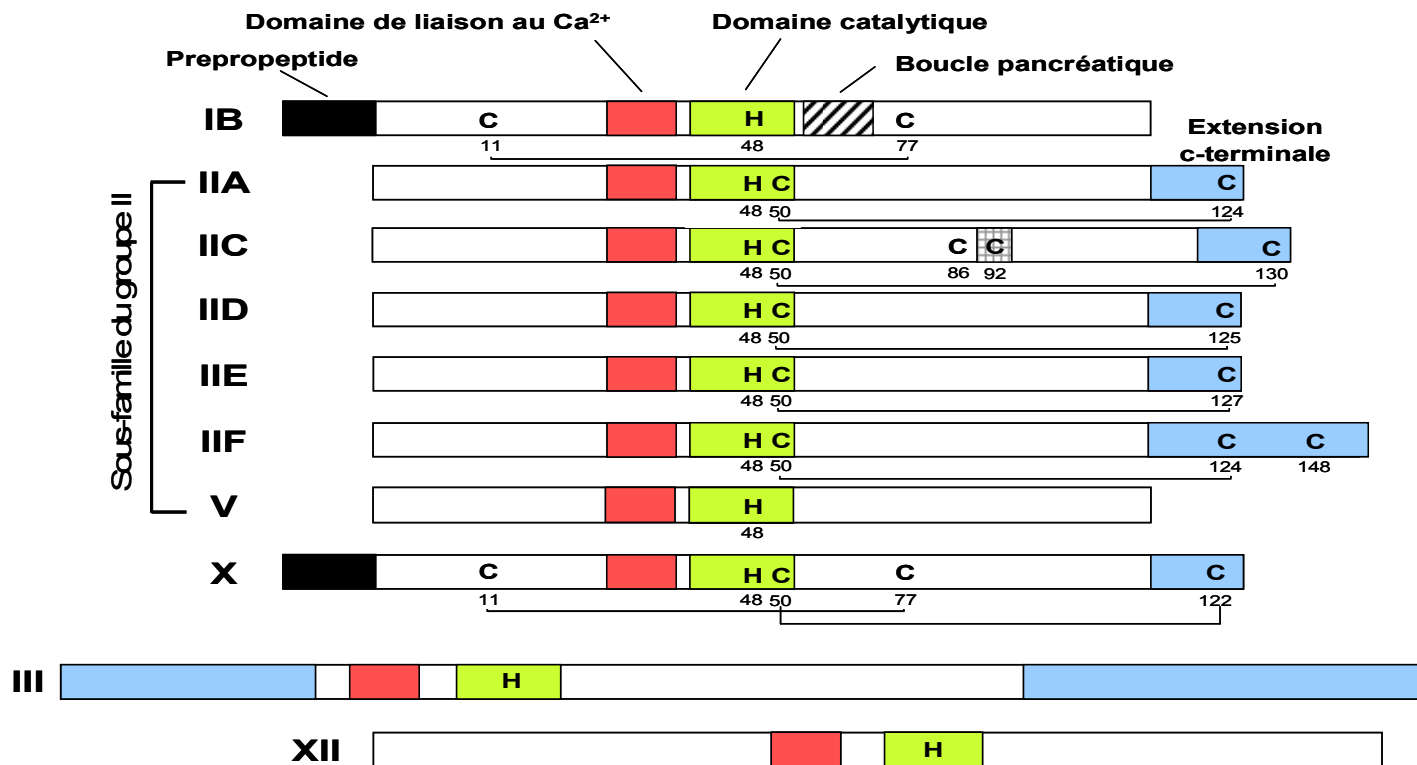 Domaine de liaison au Ca²⁺
Domaine catalytique
Prepropeptide
Boucle pancréatique
IB
C
H
C
11
48
77
Extension
c-terminale
Sous-famille du groupe II
IIA
H C
C
48 50
124
IIC
H C
C
C
C
48 50
86
92
130
IID
H C
C
48 50
125
IIE
H C
C
48 50
127
IIF
H C
C
C
48 50
124
148
V
H
48
X
C
H C
C
C
11
48 50
77
122
III
H
XII
H